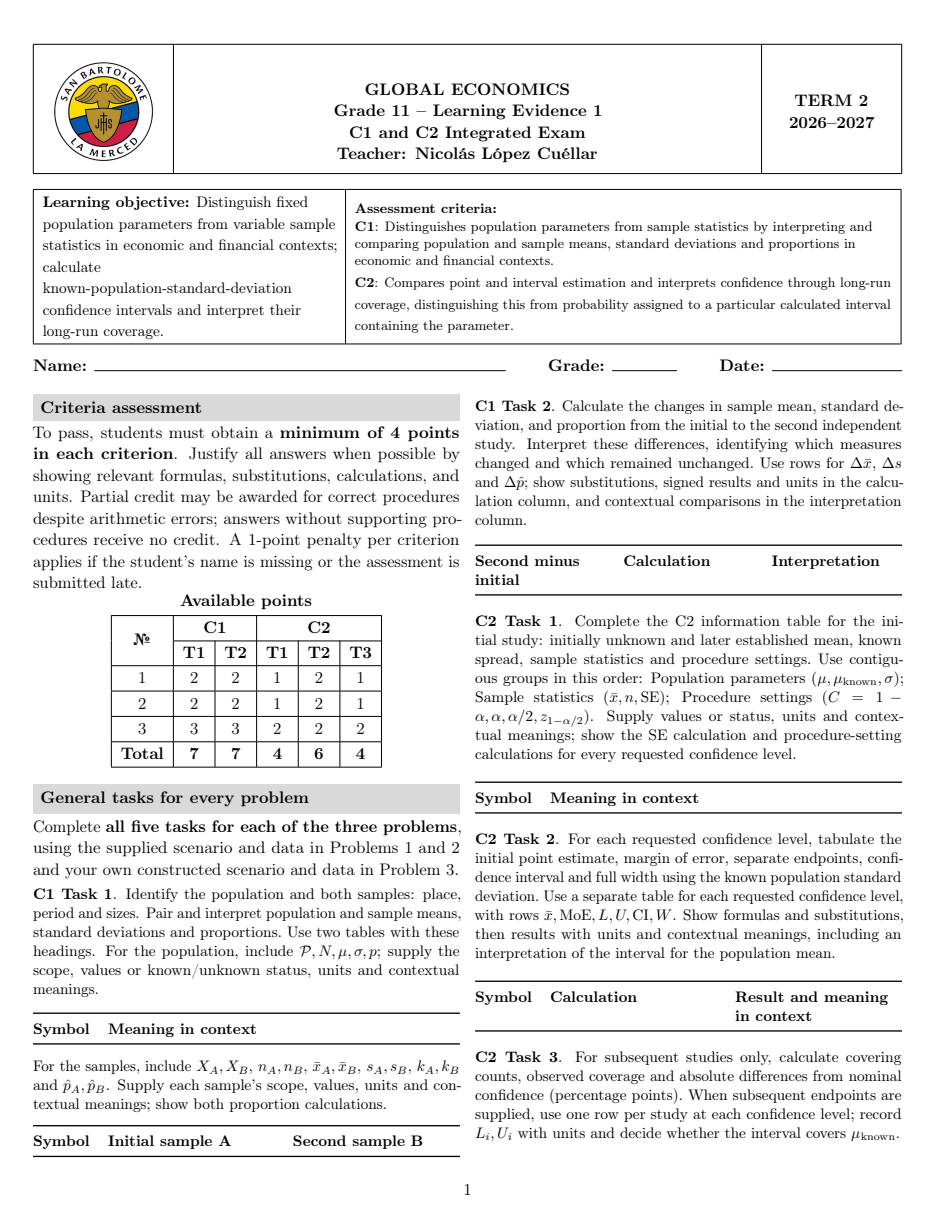 SAN BARTOLOME
JHS
LA MERCED
GLOBAL ECONOMICS
Grade 11 – Learning Evidence 1
C1 and C2 Integrated Exam
Teacher: Nicolás López Cuéllar
TERM 2
2026–2027
Learning objective: Distinguish fixed
population parameters from variable sample
statistics in economic and financial contexts;
calculate
known-population-standard-deviation
confidence intervals and interpret their
long-run coverage.
Assessment criteria:
C1: Distinguishes population parameters from sample statistics by interpreting and
comparing population and sample means, standard deviations and proportions in
economic and financial contexts.
C2: Compares point and interval estimation and interprets confidence through long-run
coverage, distinguishing this from probability assigned to a particular calculated interval
containing the parameter.
Name: Grade: Date:
Criteria assessment
To pass, students must obtain a minimum of 4 points
in each criterion. Justify all answers when possible by
showing relevant formulas, substitutions, calculations, and
units. Partial credit may be awarded for correct procedures
despite arithmetic errors; answers without supporting pro-
cedures receive no credit. A 1-point penalty per criterion
applies if the student's name is missing or the assessment is
submitted late.
Available points
№ C1 C2
T1 T2 T1 T2 T3
1 2 2 1 2 1
2 2 2 1 2 1
3 3 3 2 2 2
Total 7 7 4 6 4
General tasks for every problem
Complete all five tasks for each of the three problems,
using the supplied scenario and data in Problems 1 and 2
and your own constructed scenario and data in Problem 3.
C1 Task 1. Identify the population and both samples: place,
period and sizes. Pair and interpret population and sample means,
standard deviations and proportions. Use two tables with these
headings. For the population, include 𝒫, N, μ, σ, p; supply the
scope, values or known/unknown status, units and contextual
meanings.
Symbol Meaning in context
For the samples, include X_A, X_B, n_A, n_B, x̄_A, x̄_B, s_A, s_B, k_A, k_B
and p̂_A, p̂_B. Supply each sample's scope, values, units and con-
textual meanings; show both proportion calculations.
Symbol Initial sample A Second sample B
C1 Task 2. Calculate the changes in sample mean, standard de-
viation, and proportion from the initial to the second independent
study. Interpret these differences, identifying which measures
changed and which remained unchanged. Use rows for Δx̄, Δs
and Δp̂; show substitutions, signed results and units in the calcu-
lation column, and contextual comparisons in the interpretation
column.
Second minus Calculation Interpretation
initial
C2 Task 1. Complete the C2 information table for the ini-
tial study: initially unknown and later established mean, known
spread, sample statistics and procedure settings. Use contigu-
ous groups in this order: Population parameters (μ, μ_known, σ);
Sample statistics (x̄, n, SE); Procedure settings (C = 1 −
α, α, α/2, z_{1−α/2}). Supply values or status, units and contex-
tual meanings; show the SE calculation and procedure-setting
calculations for every requested confidence level.
Symbol Meaning in context
C2 Task 2. For each requested confidence level, tabulate the
initial point estimate, margin of error, separate endpoints, confi-
dence interval and full width using the known population standard
deviation. Use a separate table for each requested confidence level,
with rows x̄, MoE, L, U, CI, W. Show formulas and substitutions,
then results with units and contextual meanings, including an
interpretation of the interval for the population mean.
Symbol Calculation Result and meaning
in context
C2 Task 3. For subsequent studies only, calculate covering
counts, observed coverage and absolute differences from nominal
confidence (percentage points). When subsequent endpoints are
supplied, use one row per study at each confidence level; record
L_i, U_i with units and decide whether the interval covers μ_known.
1